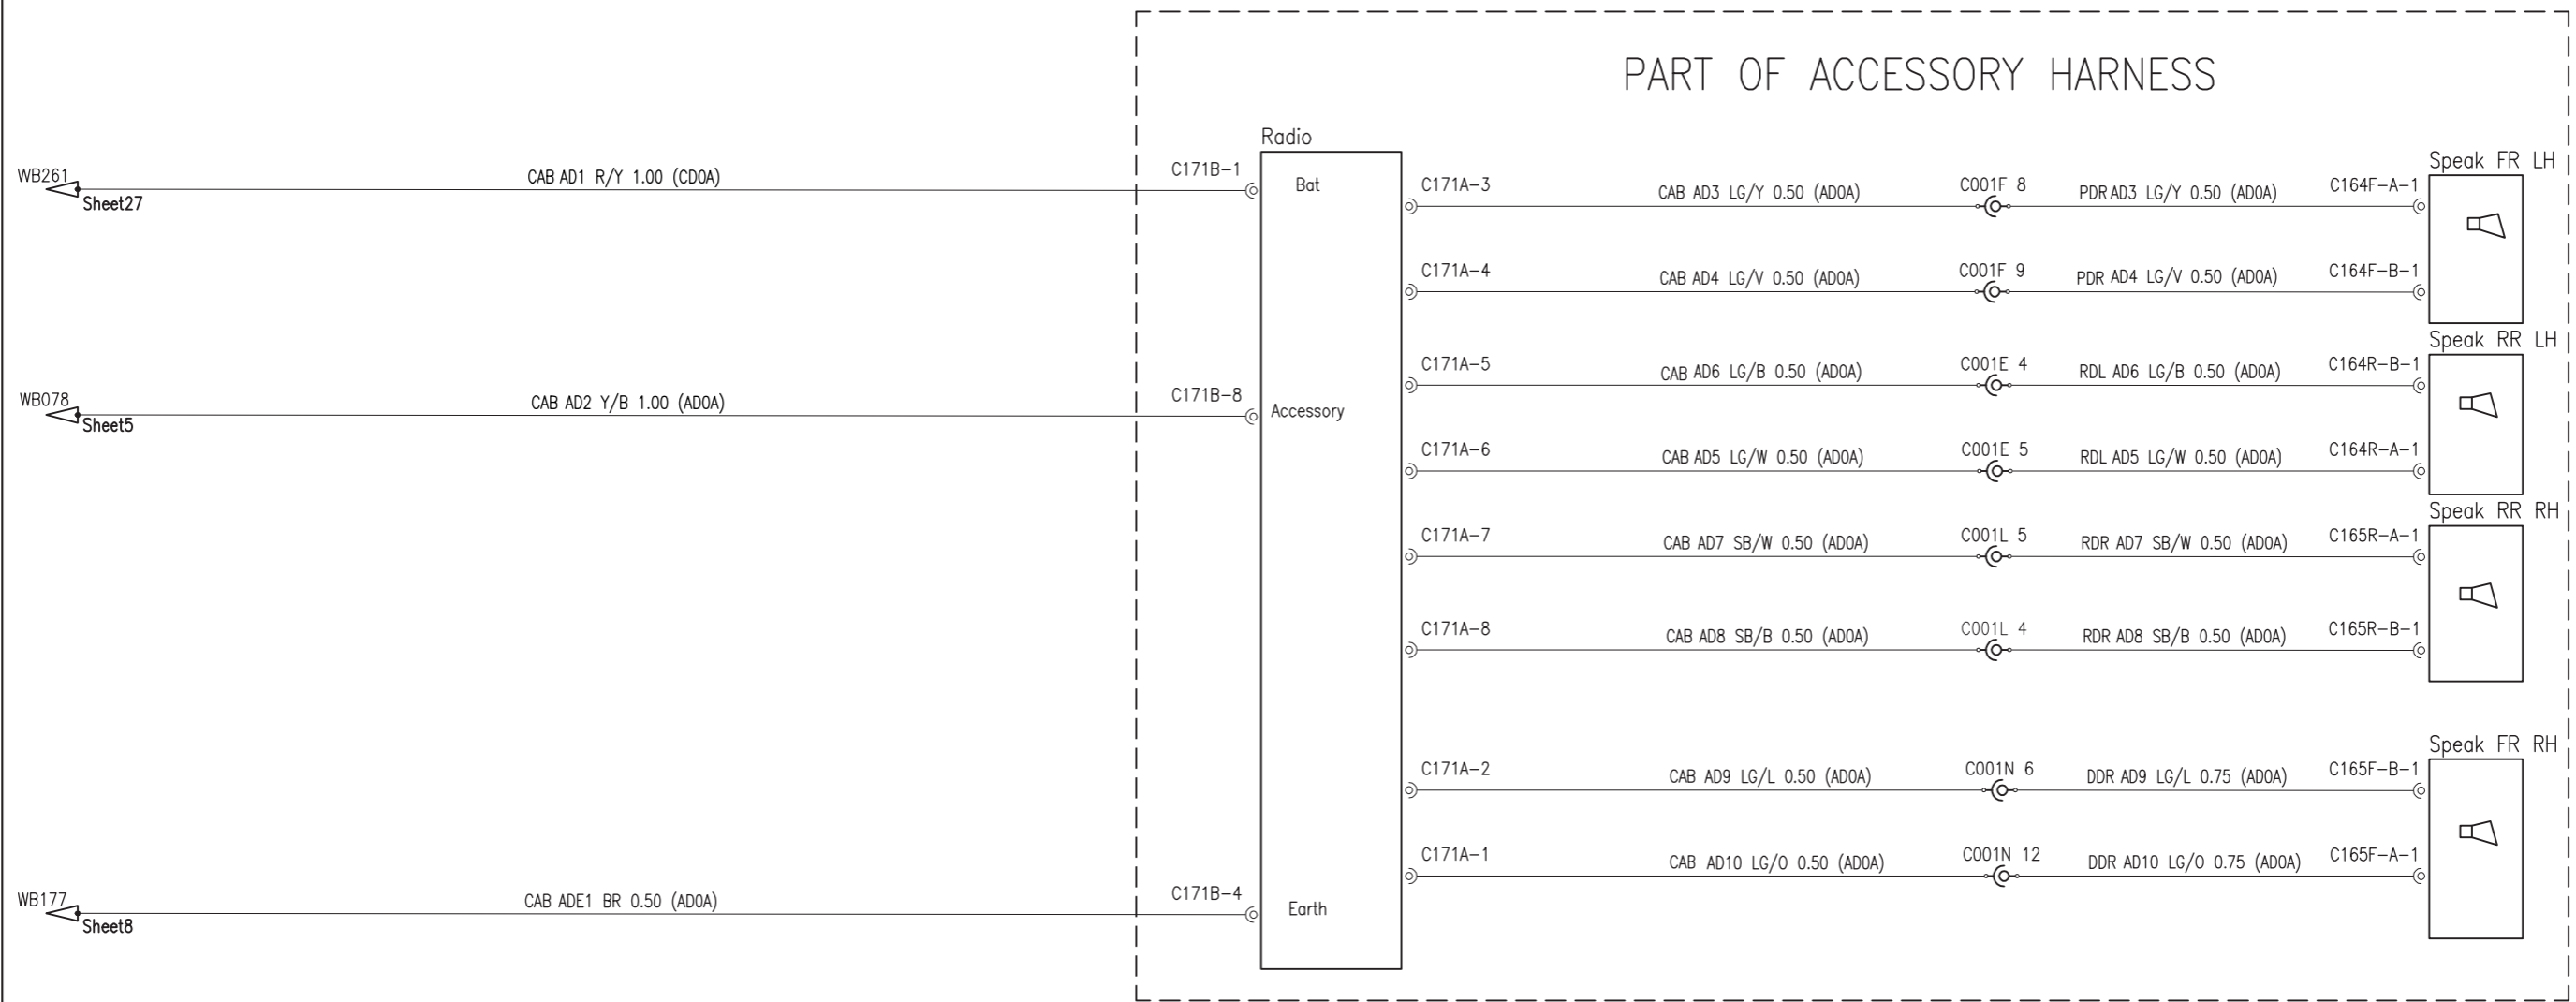 PART OF ACCESSORY HARNESS
Radio
Speak FR LH
WB261
CAB AD1 R/Y 1.00 (CD0A)
C171B-1
Bat
Sheet27
C171A-3
CAB AD3 LG/Y 0.50 (AD0A)
C001F 8
PDRAD3 LG/Y 0.50 (AD0A)
C164F-A-1
C171A-4
CAB AD4 LG/V 0.50 (AD0A)
C001F 9
PDR AD4 LG/V 0.50 (AD0A)
C164F-B-1
Speak RR LH
C171A-5
CAB AD6 LG/B 0.50 (AD0A)
C001E 4
RDL AD6 LG/B 0.50 (AD0A)
C164R-B-1
WB078
CAB AD2 Y/B 1.00 (AD0A)
C171B-8
Accessory
Sheet5
C171A-6
CAB AD5 LG/W 0.50 (AD0A)
C001E 5
RDL AD5 LG/W 0.50 (AD0A)
C164R-A-1
Speak RR RH
C171A-7
CAB AD7 SB/W 0.50 (AD0A)
C001L 5
RDR AD7 SB/W 0.50 (AD0A)
C165R-A-1
C171A-8
CAB AD8 SB/B 0.50 (AD0A)
C001L 4
RDR AD8 SB/B 0.50 (AD0A)
C165R-B-1
Speak FR RH
C171A-2
CAB AD9 LG/L 0.50 (AD0A)
C001N 6
DDR AD9 LG/L 0.75 (AD0A)
C165F-B-1
C171A-1
CAB AD10 LG/O 0.50 (AD0A)
C001N 12
DDR AD10 LG/O 0.75 (AD0A)
C165F-A-1
WB177
CAB ADE1 BR 0.50 (AD0A)
C171B-4
Earth
Sheet8